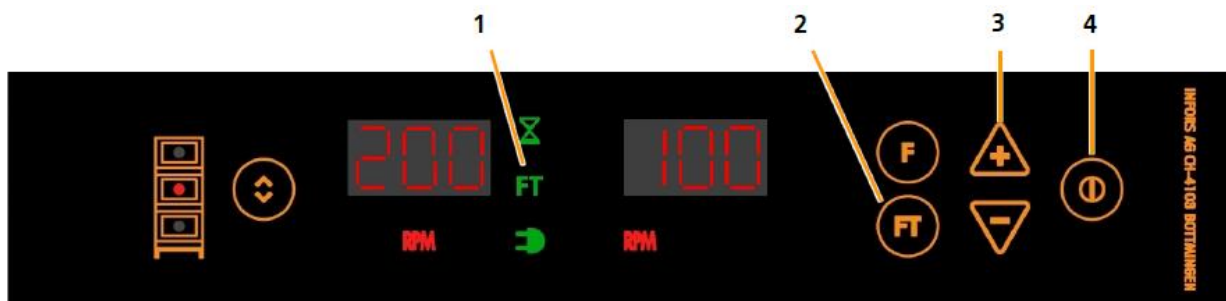 1
2
3
4
200
FT
RPM
100
RPM
F
FT
+
−
INFORS AG CH-4103 BOTTMINGEN